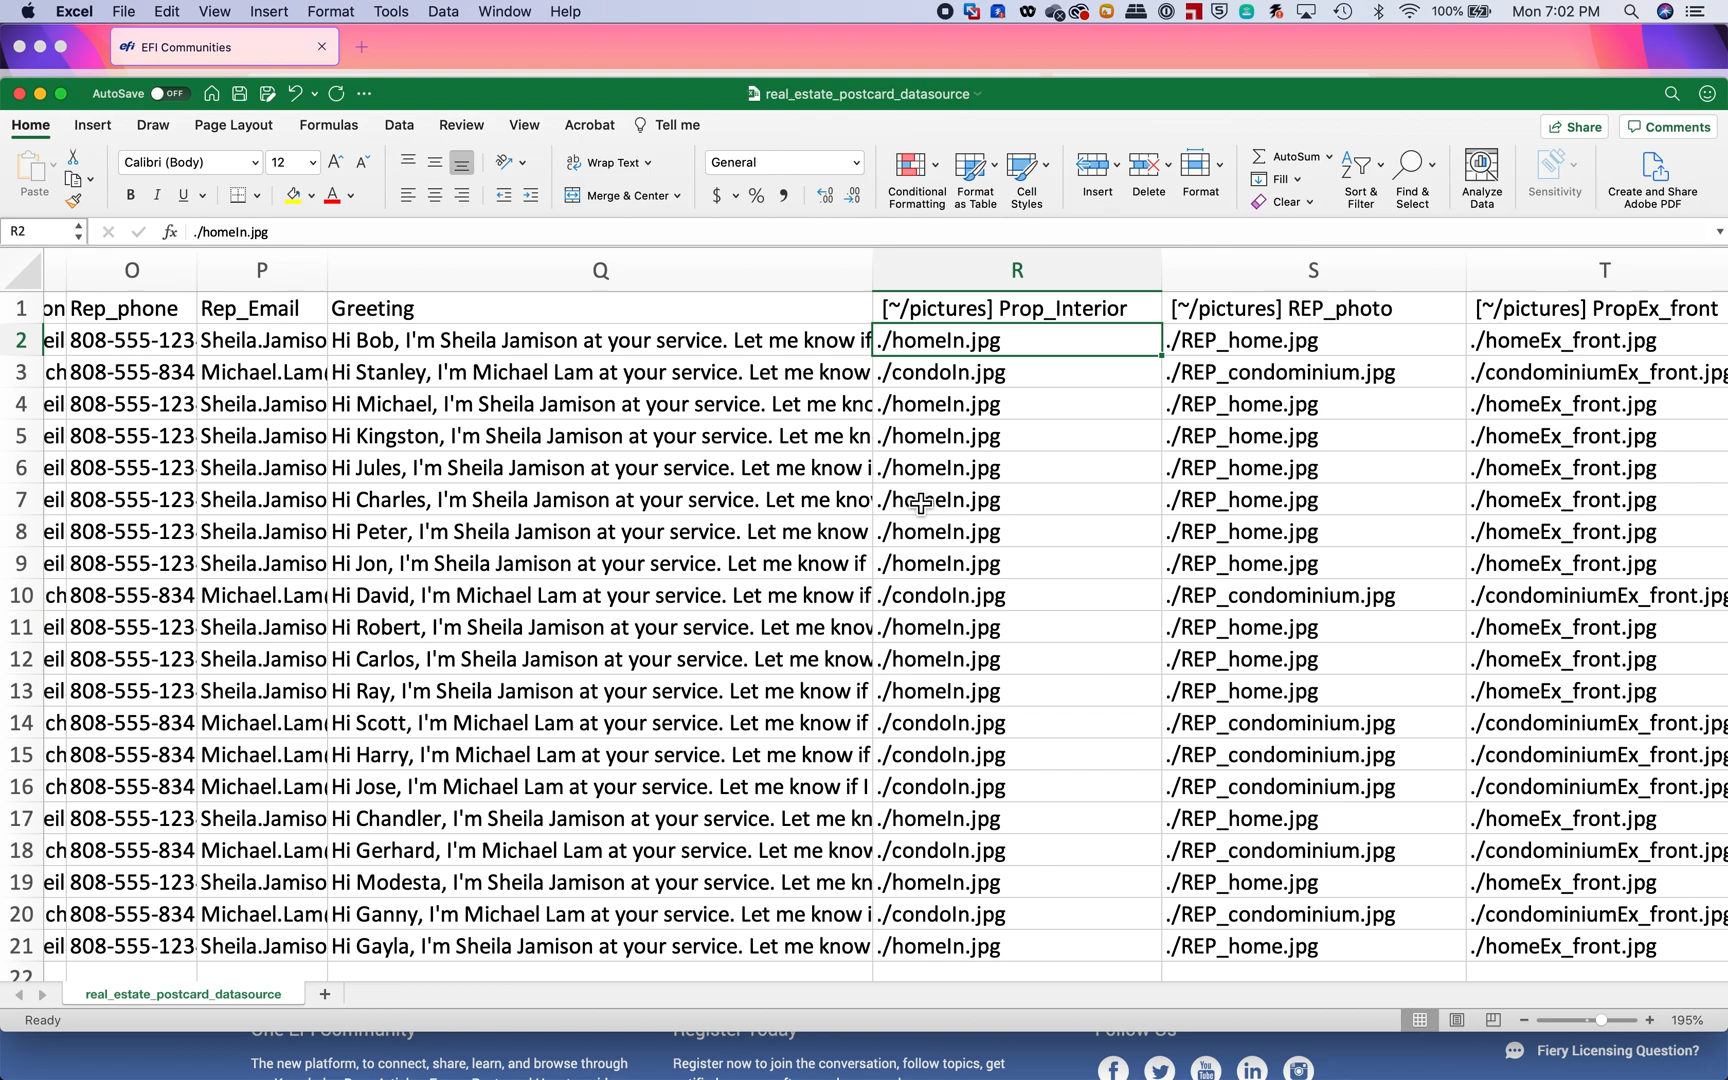 Excel File Edit View Insert Format Tools Data Window Help 100% Mon 7:02 PM
efi EFI Communities
AutoSave OFF real_estate_postcard_datasource
Home Insert Draw Page Layout Formulas Data Review View Acrobat Tell me Share Comments
Paste Calibri (Body) 12 Wrap Text General Conditional Formatting Format as Table Cell Styles Insert Delete Format AutoSum Sort & Filter Find & Select Analyze Data Sensitivity Create and Share Adobe PDF
B I U Merge & Center $ % Fill Clear
R2 fx ./homeIn.jpg
O P Q R S T
1 on Rep_phone Rep_Email Greeting [~/pictures] Prop_Interior [~/pictures] REP_photo [~/pictures] PropEx_front
2 eil 808-555-123 Sheila.Jamiso Hi Bob, I'm Sheila Jamison at your service. Let me know if ./homeIn.jpg ./REP_home.jpg ./homeEx_front.jpg
3 ch 808-555-834 Michael.Lam Hi Stanley, I'm Michael Lam at your service. Let me know ./condoIn.jpg ./REP_condominium.jpg ./condominiumEx_front.jpg
4 eil 808-555-123 Sheila.Jamiso Hi Michael, I'm Sheila Jamison at your service. Let me kno ./homeIn.jpg ./REP_home.jpg ./homeEx_front.jpg
5 eil 808-555-123 Sheila.Jamiso Hi Kingston, I'm Sheila Jamison at your service. Let me kn ./homeIn.jpg ./REP_home.jpg ./homeEx_front.jpg
6 eil 808-555-123 Sheila.Jamiso Hi Jules, I'm Sheila Jamison at your service. Let me know i ./homeIn.jpg ./REP_home.jpg ./homeEx_front.jpg
7 eil 808-555-123 Sheila.Jamiso Hi Charles, I'm Sheila Jamison at your service. Let me kno ./homeIn.jpg ./REP_home.jpg ./homeEx_front.jpg
8 eil 808-555-123 Sheila.Jamiso Hi Peter, I'm Sheila Jamison at your service. Let me know ./homeIn.jpg ./REP_home.jpg ./homeEx_front.jpg
9 eil 808-555-123 Sheila.Jamiso Hi Jon, I'm Sheila Jamison at your service. Let me know if ./homeIn.jpg ./REP_home.jpg ./homeEx_front.jpg
10 ch 808-555-834 Michael.Lam Hi David, I'm Michael Lam at your service. Let me know if ./condoIn.jpg ./REP_condominium.jpg ./condominiumEx_front.jpg
11 eil 808-555-123 Sheila.Jamiso Hi Robert, I'm Sheila Jamison at your service. Let me know ./homeIn.jpg ./REP_home.jpg ./homeEx_front.jpg
12 eil 808-555-123 Sheila.Jamiso Hi Carlos, I'm Sheila Jamison at your service. Let me know ./homeIn.jpg ./REP_home.jpg ./homeEx_front.jpg
13 eil 808-555-123 Sheila.Jamiso Hi Ray, I'm Sheila Jamison at your service. Let me know if ./homeIn.jpg ./REP_home.jpg ./homeEx_front.jpg
14 ch 808-555-834 Michael.Lam Hi Scott, I'm Michael Lam at your service. Let me know if ./condoIn.jpg ./REP_condominium.jpg ./condominiumEx_front.jpg
15 ch 808-555-834 Michael.Lam Hi Harry, I'm Michael Lam at your service. Let me know if ./condoIn.jpg ./REP_condominium.jpg ./condominiumEx_front.jpg
16 ch 808-555-834 Michael.Lam Hi Jose, I'm Michael Lam at your service. Let me know if I ./condoIn.jpg ./REP_condominium.jpg ./condominiumEx_front.jpg
17 eil 808-555-123 Sheila.Jamiso Hi Chandler, I'm Sheila Jamison at your service. Let me kn ./homeIn.jpg ./REP_home.jpg ./homeEx_front.jpg
18 ch 808-555-834 Michael.Lam Hi Gerhard, I'm Michael Lam at your service. Let me know ./condoIn.jpg ./REP_condominium.jpg ./condominiumEx_front.jpg
19 eil 808-555-123 Sheila.Jamiso Hi Modesta, I'm Sheila Jamison at your service. Let me kn ./homeIn.jpg ./REP_home.jpg ./homeEx_front.jpg
20 ch 808-555-834 Michael.Lam Hi Ganny, I'm Michael Lam at your service. Let me know i ./condoIn.jpg ./REP_condominium.jpg ./condominiumEx_front.jpg
21 eil 808-555-123 Sheila.Jamiso Hi Gayla, I'm Sheila Jamison at your service. Let me know ./homeIn.jpg ./REP_home.jpg ./homeEx_front.jpg
22
real_estate_postcard_datasource
Ready 195%
One EFI Community Register Today Follow Us
The new platform, to connect, share, learn, and browse through Register now to join the conversation, follow topics, get
Fiery Licensing Question?